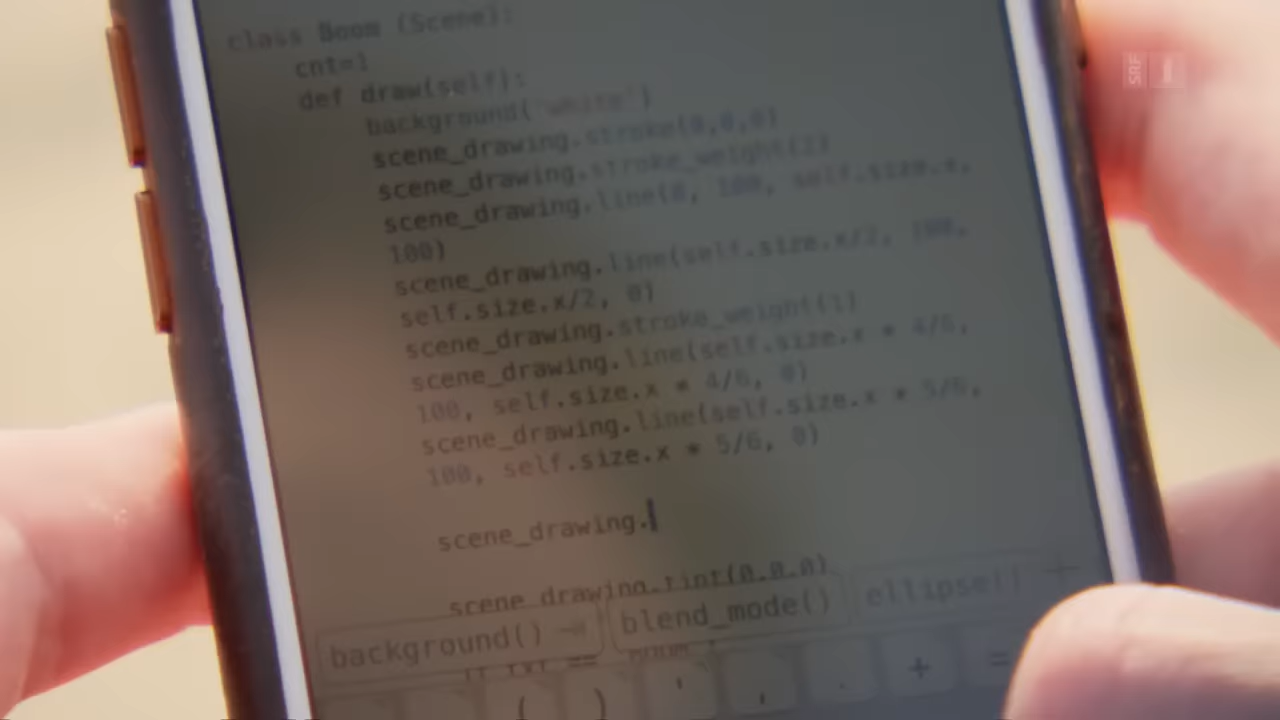 class Boom (Scene):
cnt=1
def draw(self):
background("white")
scene_drawing.stroke(0,0,0)
scene_drawing.stroke_weight(2)
scene_drawing.line(0, 100, self.size.x,
100)
scene_drawing.line(self.size.x/2, 100,
self.size.x/2, 0)
scene_drawing.stroke_weight(1)
scene_drawing.line(self.size.x * 4/6,
100, self.size.x * 4/6, 0)
scene_drawing.line(self.size.x * 5/6,
100, self.size.x * 5/6, 0)
scene_drawing.
scene_drawing.tint(0,0,0)
background() blend_mode() ellipse()
( ) ' , . + =
SRF 1